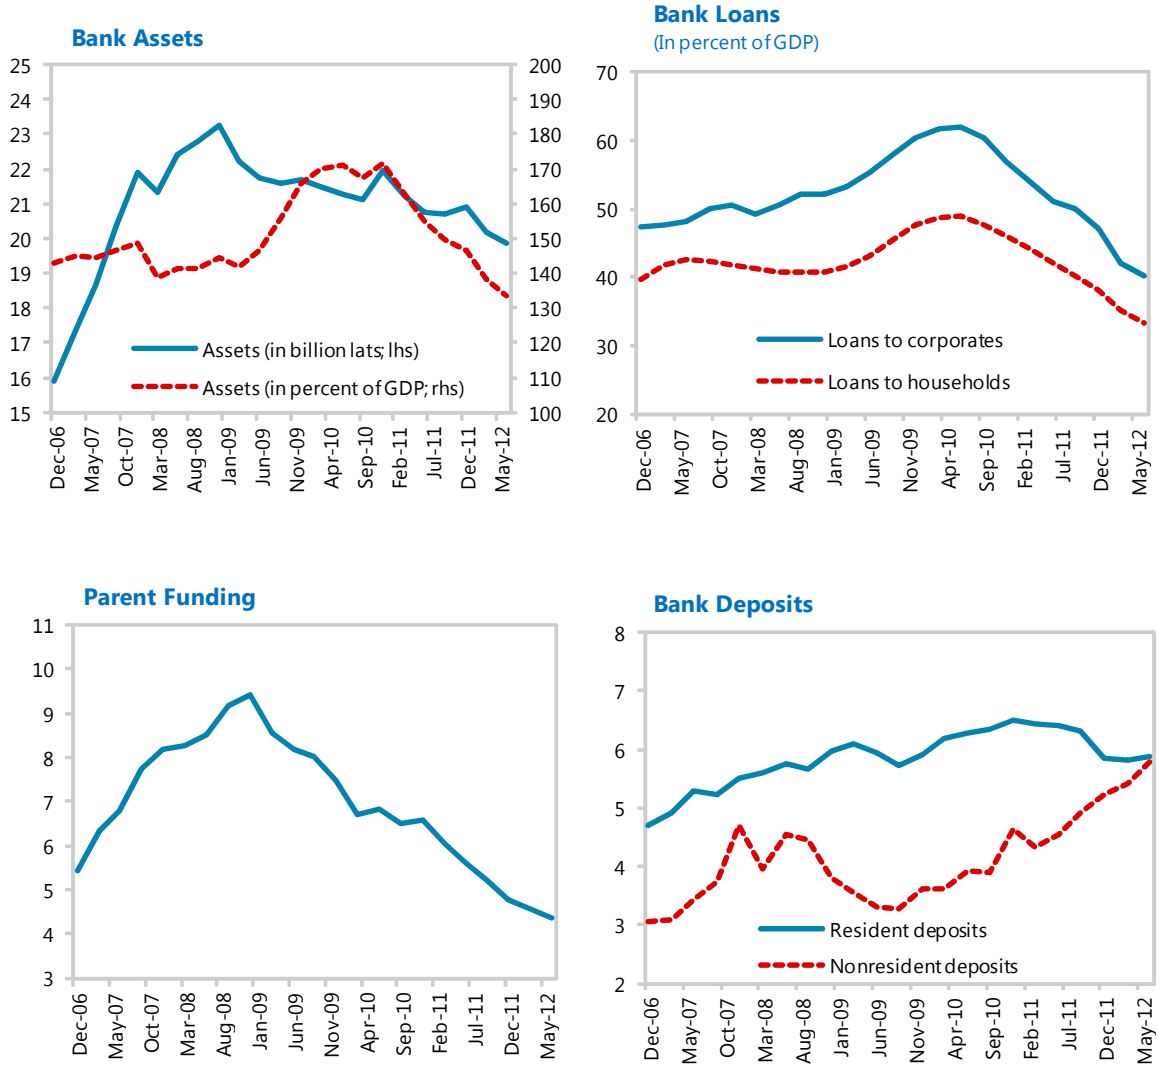 Bank Assets
25
24
23
22
21
20
19
18
17
16
15
200
190
180
170
160
150
140
130
120
110
100
Assets (in billion lats; lhs)
Assets (in percent of GDP; rhs)
Dec-06
May-07
Oct-07
Mar-08
Aug-08
Jan-09
Jun-09
Nov-09
Apr-10
Sep-10
Feb-11
Jul-11
Dec-11
May-12
Bank Loans
(In percent of GDP)
70
60
50
40
30
20
Loans to corporates
Loans to households
Dec-06
May-07
Oct-07
Mar-08
Aug-08
Jan-09
Jun-09
Nov-09
Apr-10
Sep-10
Feb-11
Jul-11
Dec-11
May-12
Parent Funding
11
10
9
8
7
6
5
4
3
Dec-06
May-07
Oct-07
Mar-08
Aug-08
Jan-09
Jun-09
Nov-09
Apr-10
Sep-10
Feb-11
Jul-11
Dec-11
May-12
Bank Deposits
8
7
6
5
4
3
2
Resident deposits
Nonresident deposits
Dec-06
May-07
Oct-07
Mar-08
Aug-08
Jan-09
Jun-09
Nov-09
Apr-10
Sep-10
Feb-11
Jul-11
Dec-11
May-12